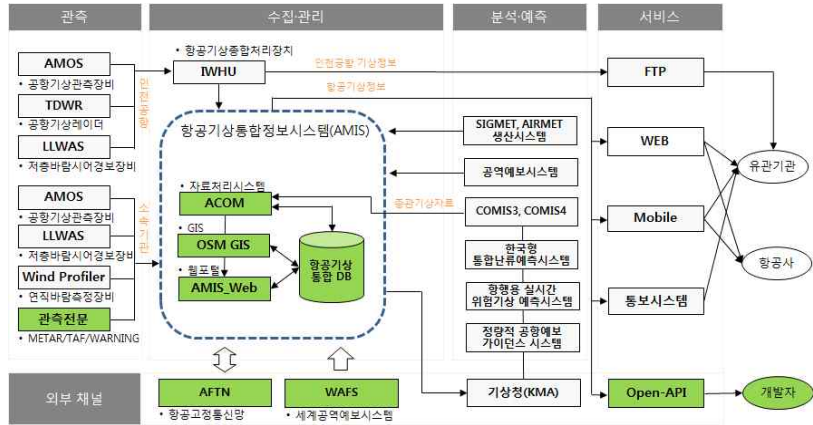 관측
수집·관리
분석·예측
서비스
AMOS
• 공항기상관측장비
TDWR
• 공항기상레이더
LLWAS
• 저층바람시어경보장비
인천공항
AMOS
• 공항기상관측장비
LLWAS
• 저층바람시어경보장비
Wind Profiler
• 연직바람측정장비
관측전문
• METAR/TAF/WARNING
소속기관
• 항공기상종합처리장치
IWHU
인천공항 기상정보
항공기상정보
항공기상통합정보시스템(AMIS)
• 자료처리시스템
ACOM
• GIS
OSM GIS
• 웹포털
AMIS_Web
항공기상
통합 DB
중관기상자료
SIGMET, AIRMET
생산시스템
공역예보시스템
COMIS3, COMIS4
한국형
통합난류예측시스템
항행용 실시간
위험기상 예측시스템
정량적 공항예보
가이던스 시스템
기상청(KMA)
FTP
WEB
Mobile
통보시스템
Open-API
유관기관
항공사
개발자
외부 채널
AFTN
• 항공고정통신망
WAFS
• 세계공역예보시스템